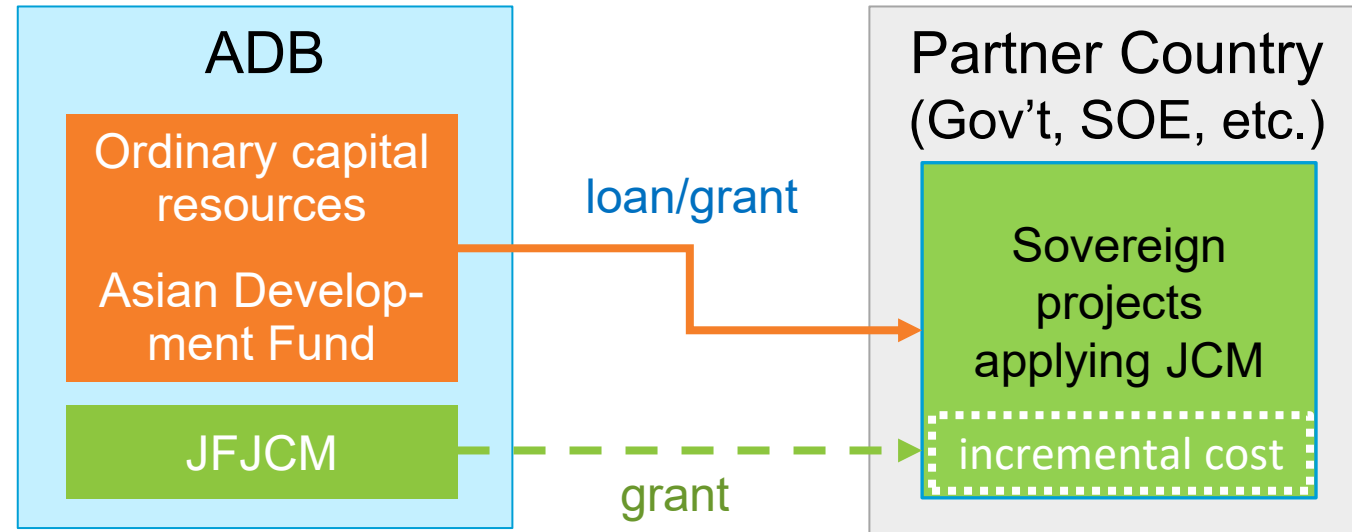 ADB
Ordinary capital
resources
Asian Develop-
ment Fund
JFJCM
loan/grant
grant
Partner Country
(Gov’t, SOE, etc.)
Sovereign
projects
applying JCM
incremental cost